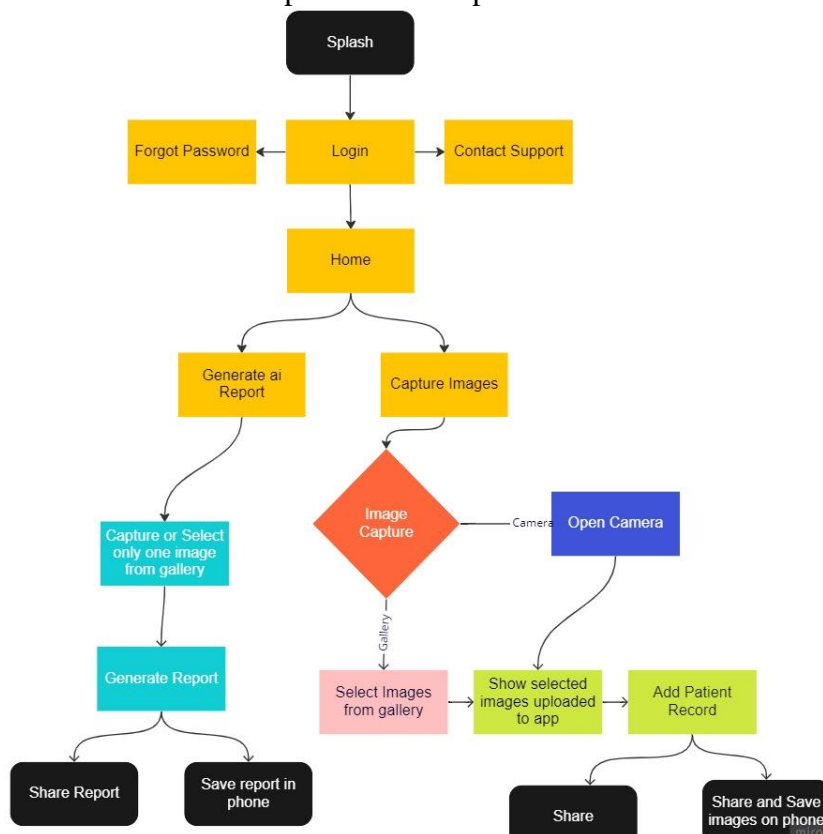 Splash
Forgot Password
Login
Contact Support
Home
Generate ai
Report
Capture Images
Image
Capture
Camera
Open Camera
Capture or Select
only one image
from gallery
Gallery
Generate Report
Select Images
from gallery
Show selected
images uploaded
to app
Add Patient
Record
Share Report
Save report in
phone
Share
Share and Save
images on phone
miro